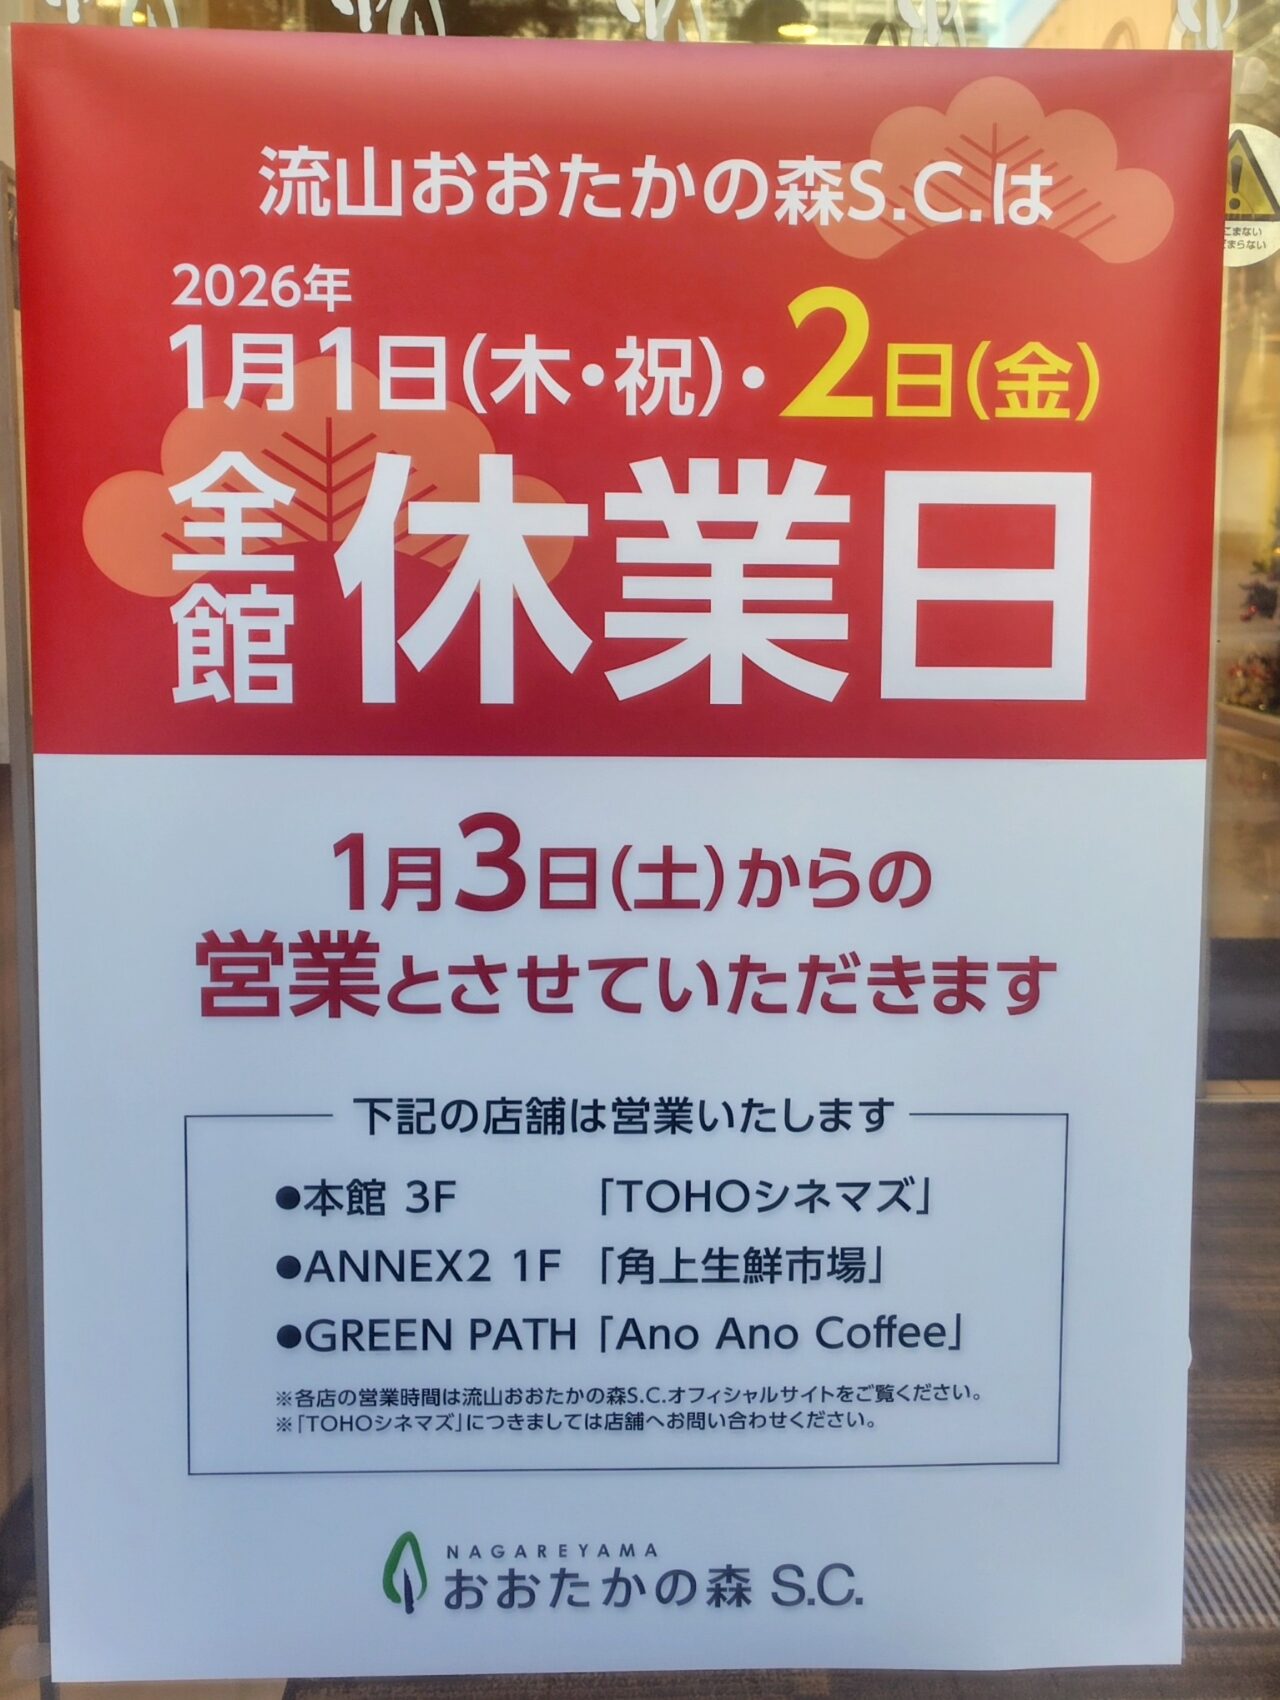 流山おおたかの森S.C.は
2026年
1月1日(木・祝)・2日(金)
全館 休業日
1月3日(土)からの
営業とさせていただきます
下記の店舗は営業いたします
●本館 3F 「TOHOシネマズ」
●ANNEX2 1F 「角上生鮮市場」
●GREEN PATH 「Ano Ano Coffee」
※各店の営業時間は流山おおたかの森S.C.オフィシャルサイトをご覧ください。
※「TOHOシネマズ」につきましては店舗へお問い合わせください。
NAGAREYAMA
おおたかの森 S.C.
こまない
まらない